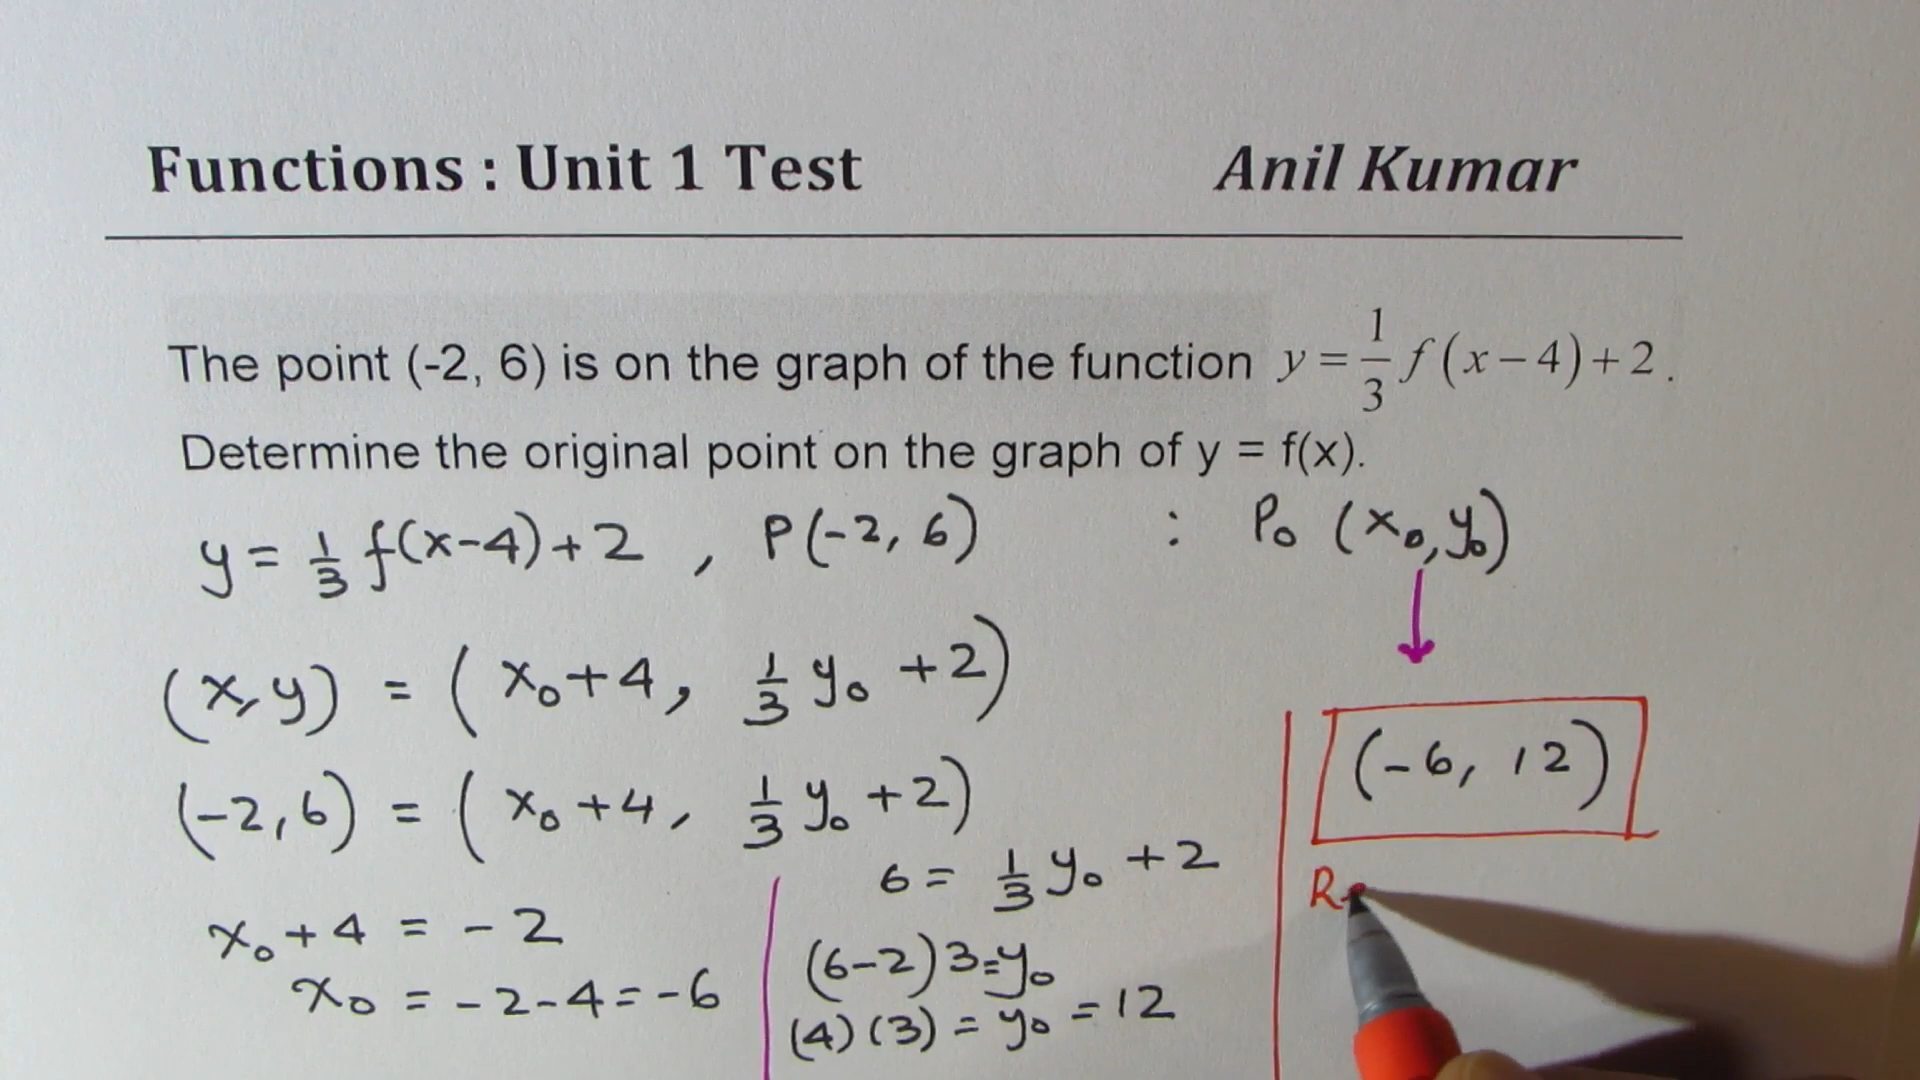 Functions : Unit 1 Test Anil Kumar
The point (-2, 6) is on the graph of the function y = 1/3 f(x − 4) + 2.
Determine the original point on the graph of y = f(x).
y = 1/3 f(x-4)+2 , P(-2, 6) : P₀ (x₀, y₀)
(x, y) = ( x₀+4, 1/3 y₀ +2)
(-6, 12)
(-2, 6) = ( x₀+4, 1/3 y₀ +2)
6 = 1/3 y₀ +2
x₀ + 4 = -2
x₀ = -2-4 = -6
(6-2)3 = y₀
(4)(3) = y₀ = 12
R